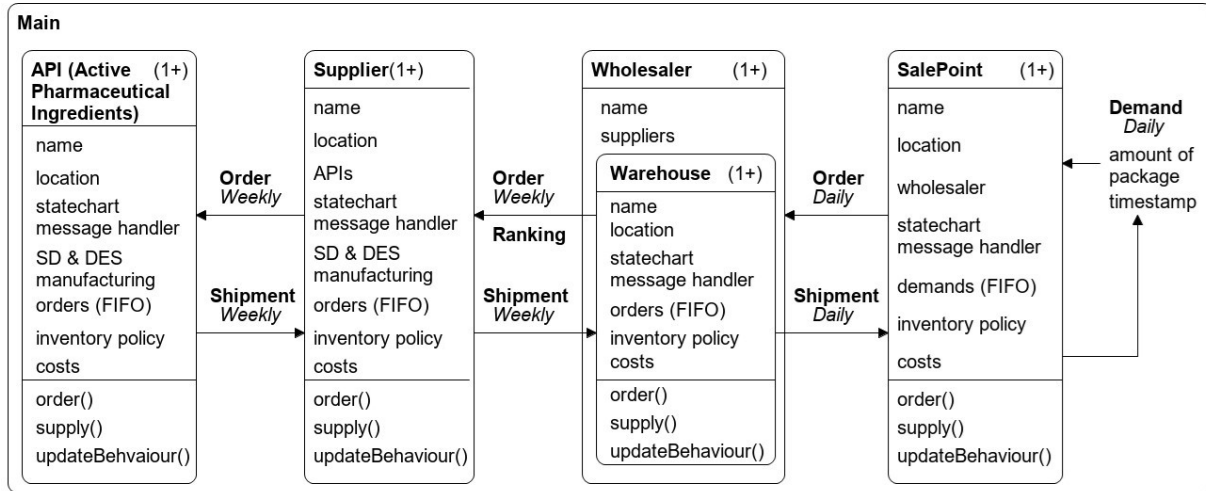 Main
API (Active (1+)
Pharmaceutical
Ingredients)
name
location
statechart
message handler
SD & DES
manufacturing
orders (FIFO)
inventory policy
costs
order()
supply()
updateBehvaiour()
Order
Weekly
Shipment
Weekly
Supplier(1+)
name
location
APIs
statechart
message handler
SD & DES
manufacturing
orders (FIFO)
inventory policy
costs
order()
supply()
updateBehaviour()
Order
Weekly
Ranking
Shipment
Weekly
Wholesaler (1+)
name
suppliers
Warehouse (1+)
name
location
statechart
message handler
orders (FIFO)
inventory policy
costs
order()
supply()
updateBehaviour()
Order
Daily
Shipment
Daily
SalePoint (1+)
name
location
wholesaler
statechart
message handler
demands (FIFO)
inventory policy
costs
order()
supply()
updateBehaviour()
Demand
Daily
amount of
package
timestamp